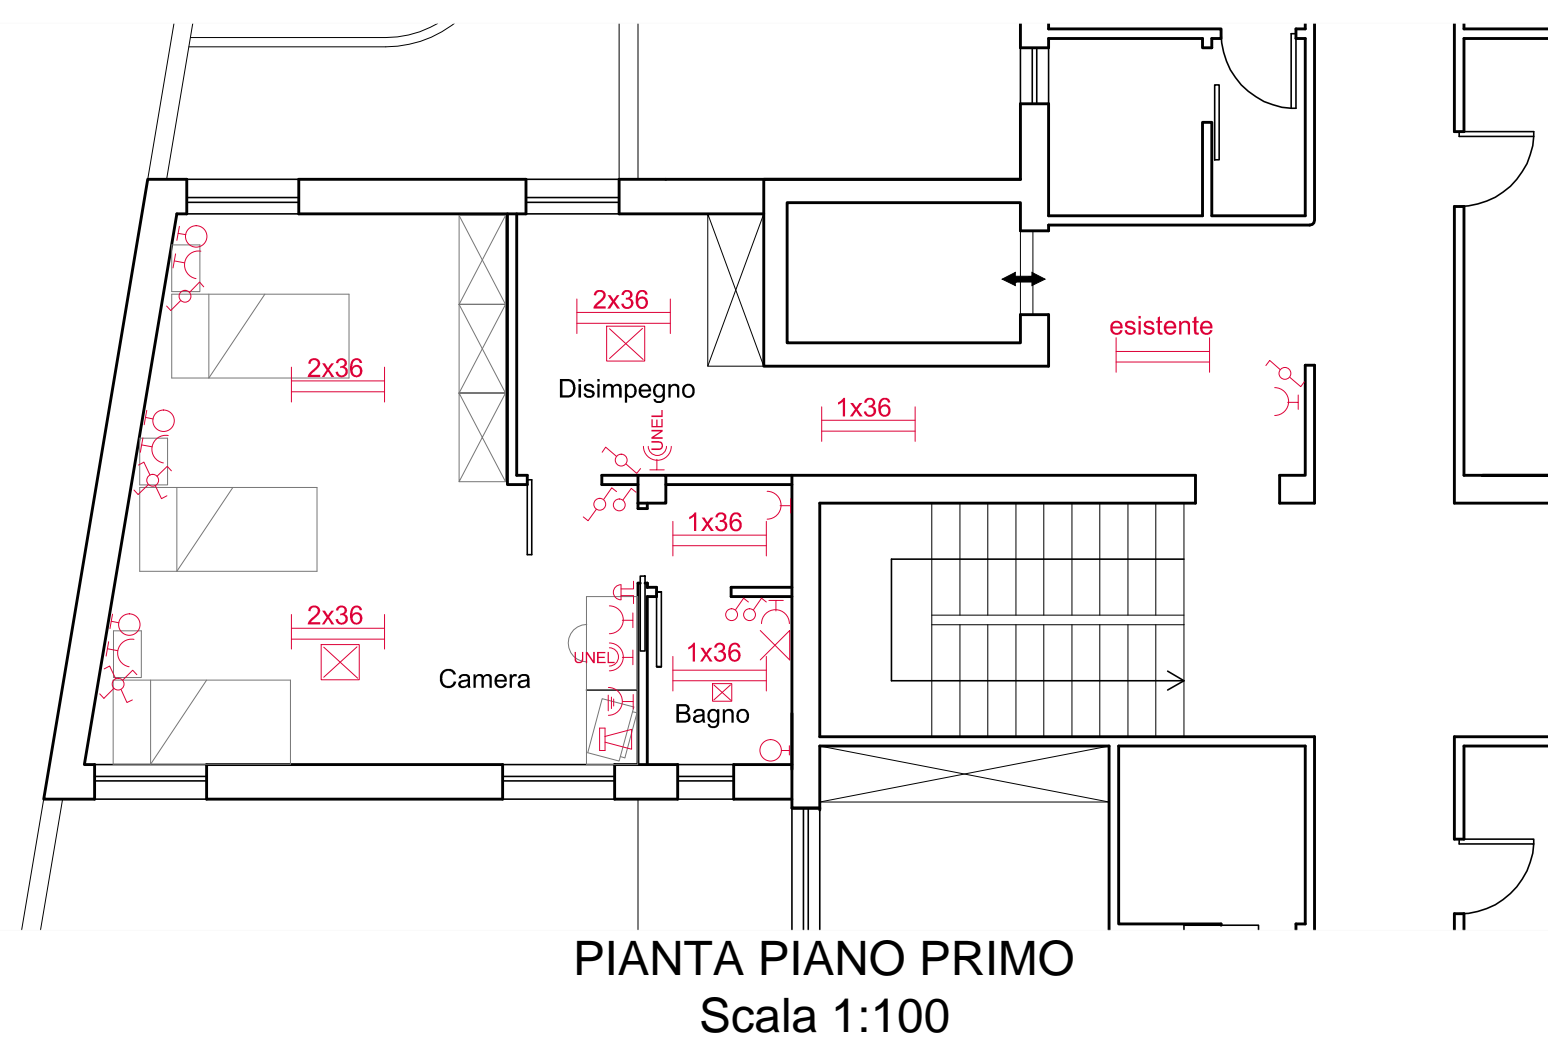 2x36
esistente
2x36
Disimpegno
1x36
UNEL
1x36
2x36
UNEL
1x36
Camera
Bagno
PIANTA PIANO PRIMO
Scala 1:100